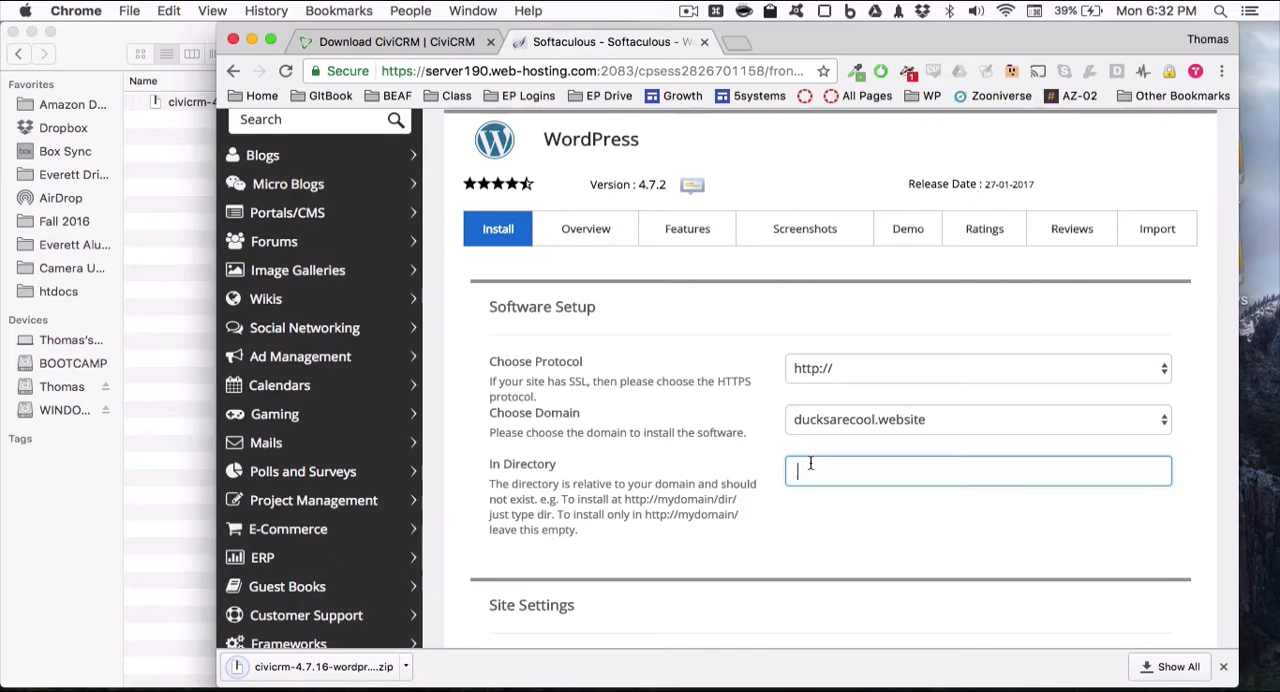 Chrome File Edit View History Bookmarks People Window Help 39% Mon 6:32 PM
Download CiviCRM | CiviCRM
Softaculous - Softaculous - W
Thomas
Secure https://server190.web-hosting.com:2083/cpsess2826701158/fron...
Home GItBook BEAF Class EP Logins EP Drive Growth 5systems All Pages WP Zooniverse # AZ-02 Other Bookmarks
Favorites
Amazon D...
Dropbox
Box Sync
Everett Dri...
AirDrop
Fall 2016
Everett Alu...
Camera U...
htdocs
Devices
Thomas's...
BOOTCAMP
Thomas
WINDO...
Tags
Name
civicrm-4
Search
Blogs
Micro Blogs
Portals/CMS
Forums
Image Galleries
Wikis
Social Networking
Ad Management
Calendars
Gaming
Mails
Polls and Surveys
Project Management
E-Commerce
ERP
Guest Books
Customer Support
Frameworks
WordPress
Version : 4.7.2
Release Date : 27-01-2017
Install Overview Features Screenshots Demo Ratings Reviews Import
Software Setup
Choose Protocol
If your site has SSL, then please choose the HTTPS
protocol.
http://
Choose Domain
Please choose the domain to install the software.
ducksarecool.website
In Directory
The directory is relative to your domain and should
not exist. e.g. To install at http://mydomain/dir/
just type dir. To install only in http://mydomain/
leave this empty.
Site Settings
civicrm-4.7.16-wordpr....zip
Show All